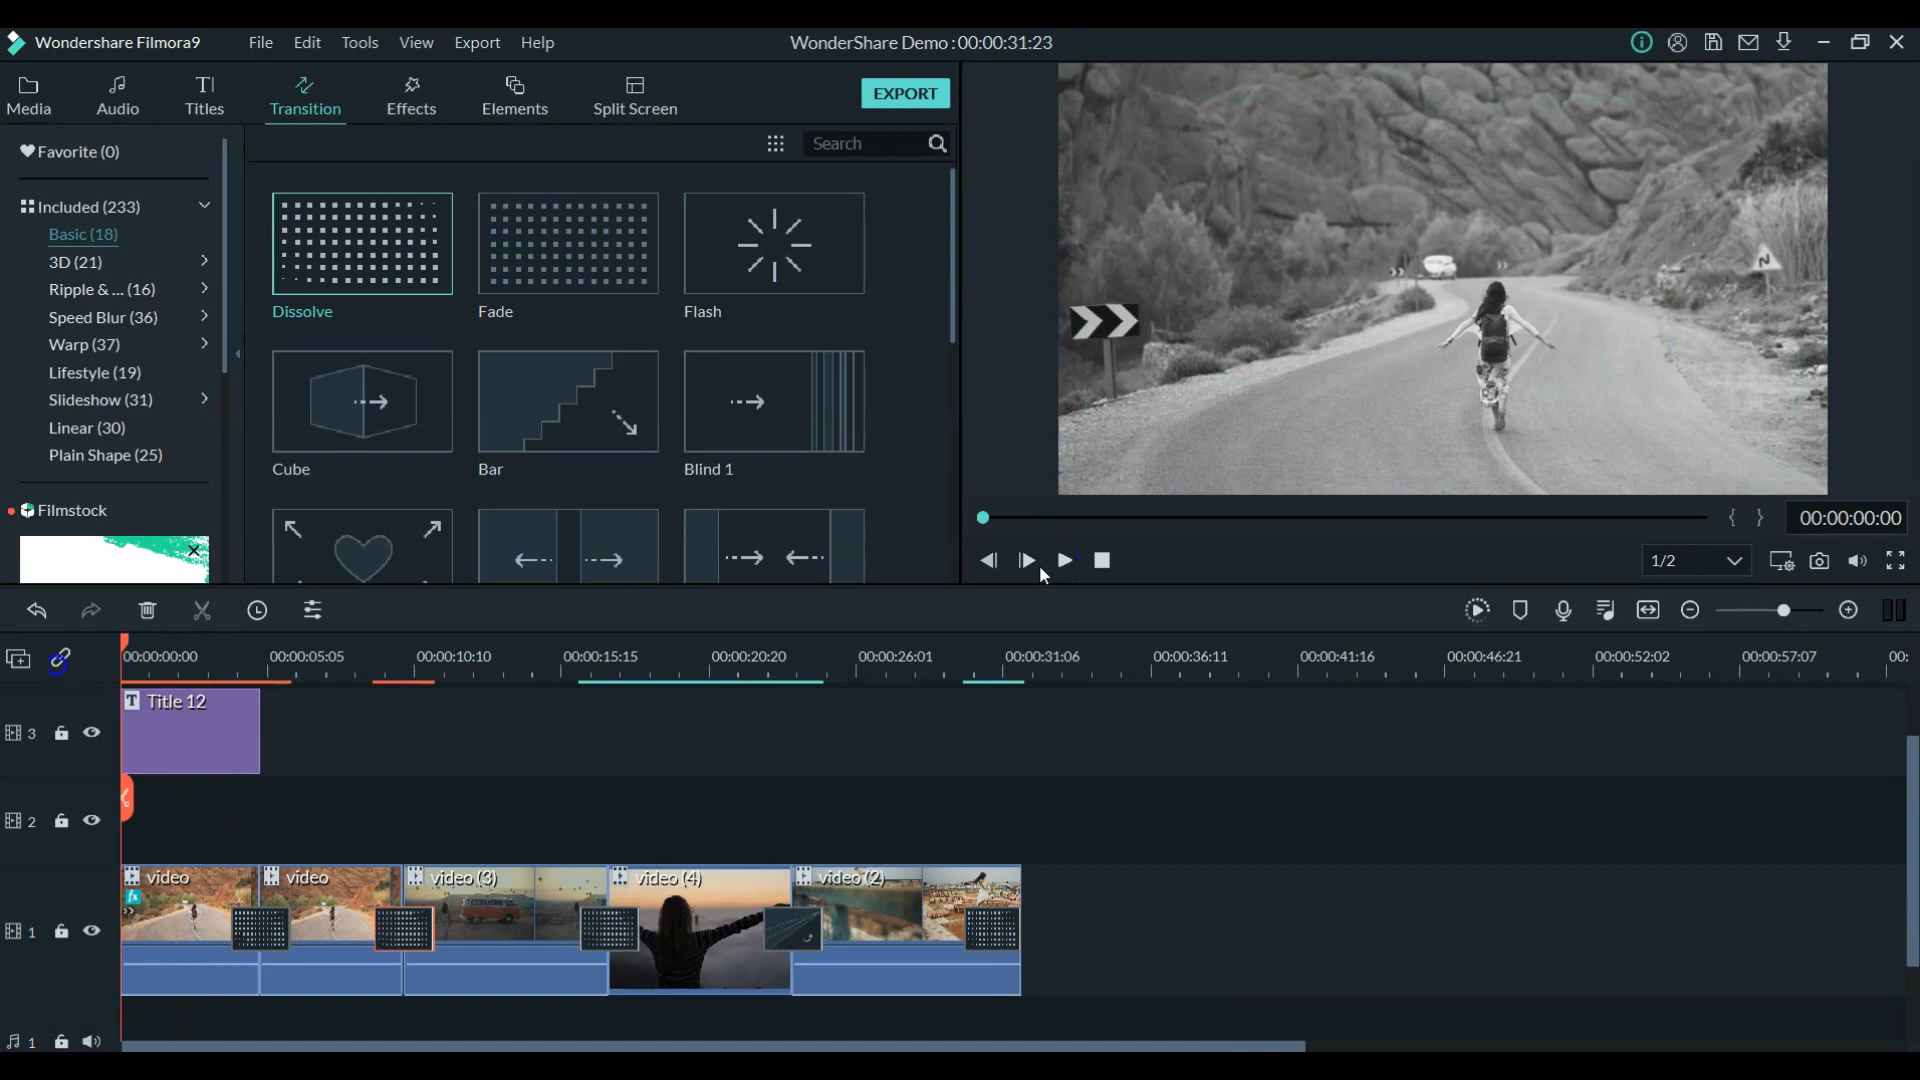 Wondershare Filmora9 File Edit Tools View Export Help WonderShare Demo : 00:00:31:23
Media Audio Titles Transition Effects Elements Split Screen EXPORT
Search
Favorite (0)
Included (233)
Basic (18)
3D (21)
Ripple & ... (16)
Speed Blur (36)
Warp (37)
Lifestyle (19)
Slideshow (31)
Linear (30)
Plain Shape (25)
Filmstock
Dissolve Fade Flash
Cube Bar Blind 1
N
{ } 00:00:00:00
1/2
00:00:00:00 00:00:05:05 00:00:10:10 00:00:15:15 00:00:20:20 00:00:26:01 00:00:31:06 00:00:36:11 00:00:41:16 00:00:46:21 00:00:52:02 00:00:57:07 00:
3 T Title 12
2
1 video video video (3) video (4) video (2)
fx
1